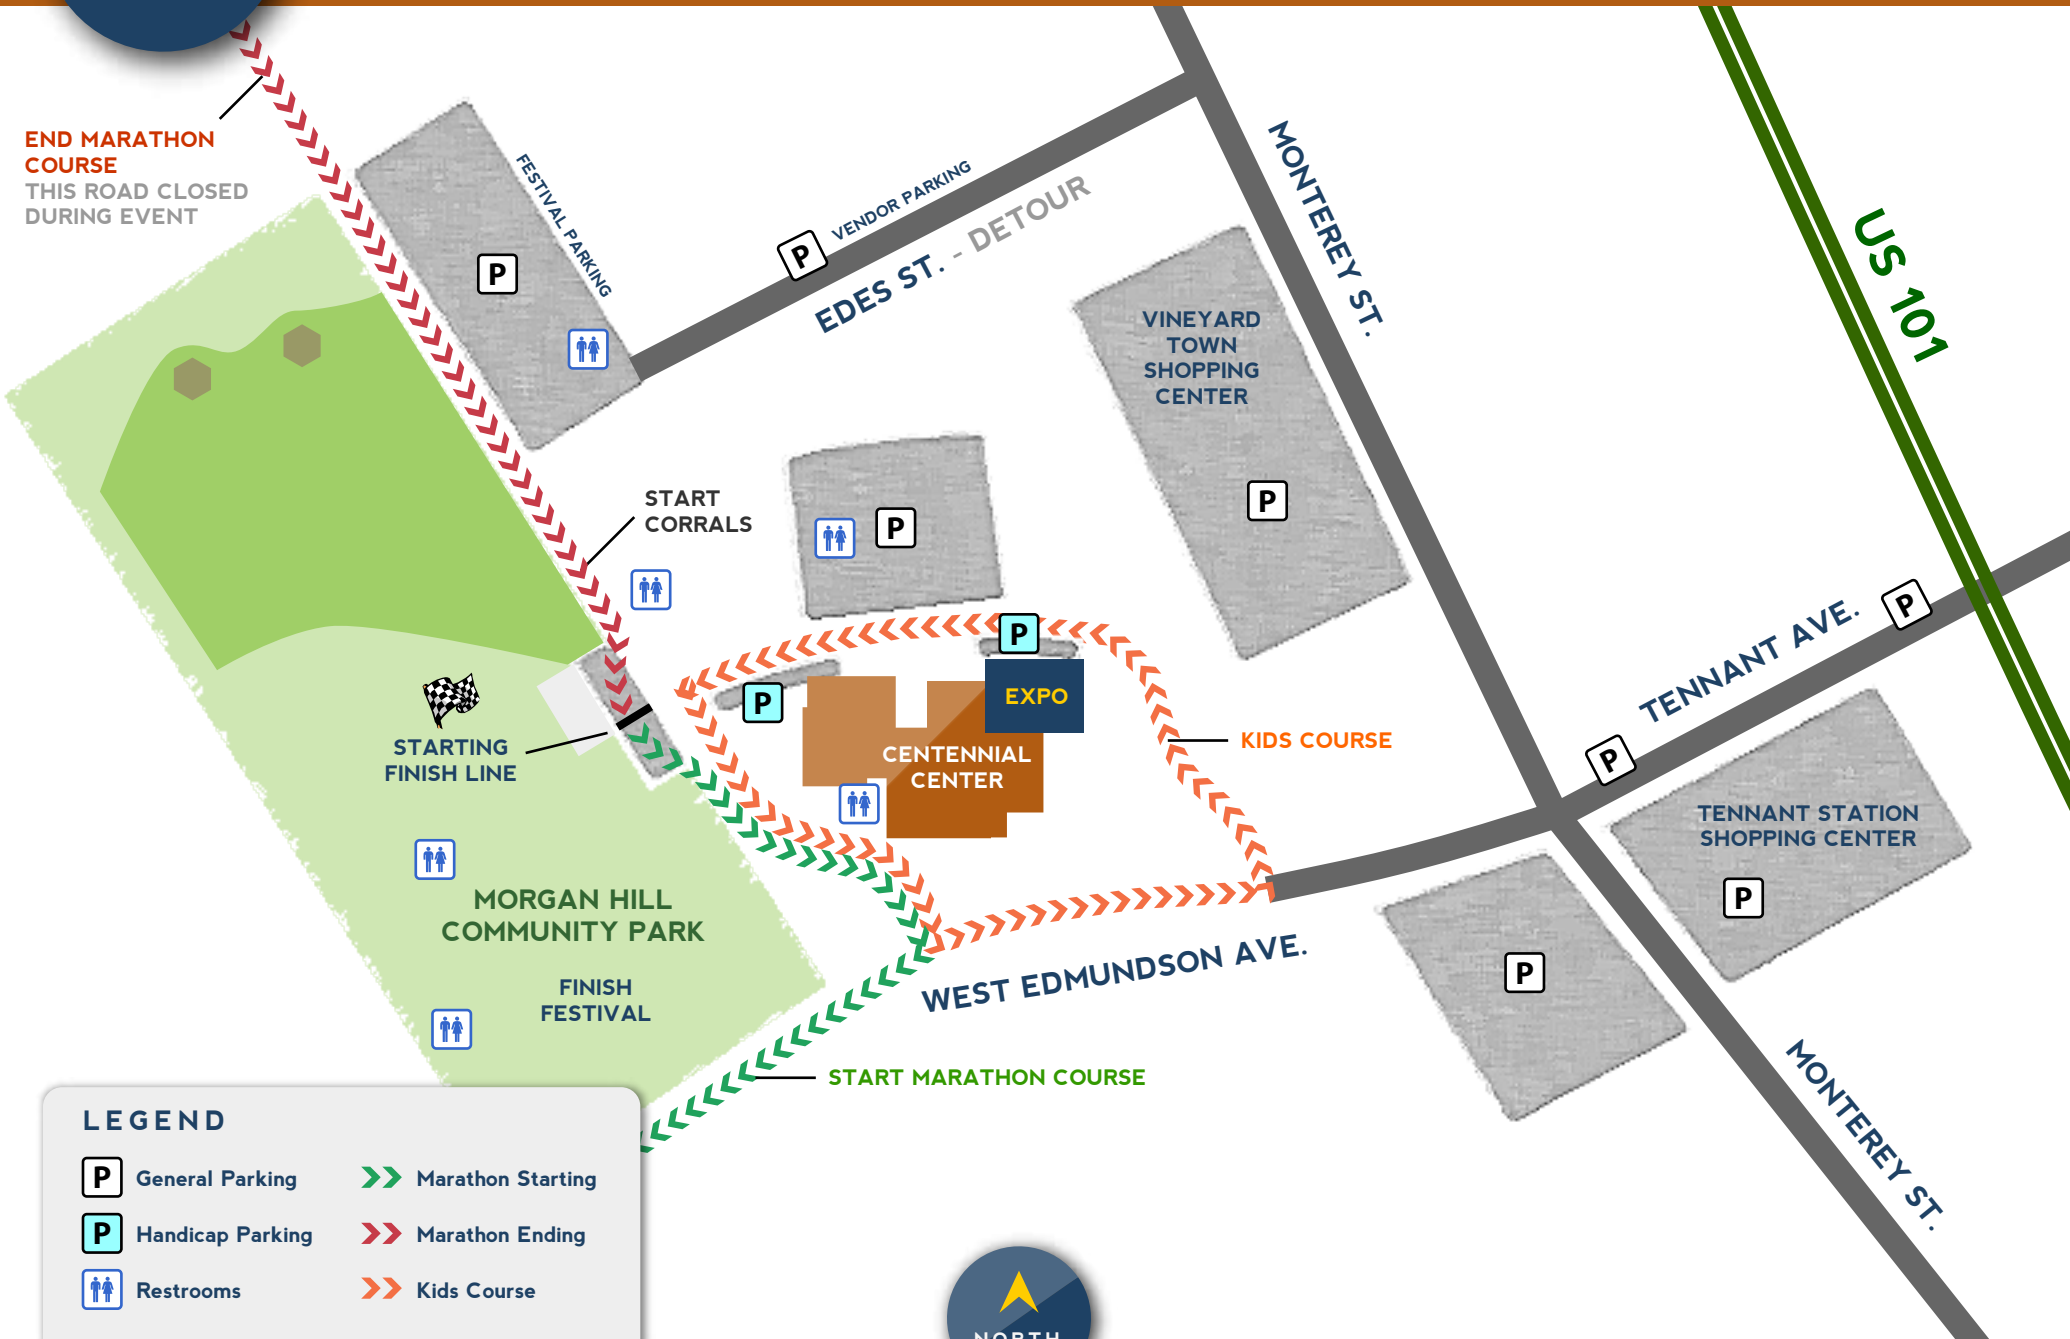 END MARATHON
COURSE
THIS ROAD CLOSED
DURING EVENT
FESTIVAL PARKING
P
P
VENDOR PARKING
EDES ST. - DETOUR
MONTEREY ST.
US 101
VINEYARD
TOWN
SHOPPING
CENTER
P
START
CORRALS
P
P
P
EXPO
CENTENNIAL
CENTER
KIDS COURSE
STARTING
FINISH LINE
TENNANT AVE.
P
P
TENNANT STATION
SHOPPING CENTER
P
P
MORGAN HILL
COMMUNITY PARK
FINISH
FESTIVAL
WEST EDMUNDSON AVE.
START MARATHON COURSE
MONTEREY ST.
LEGEND
P General Parking
Marathon Starting
P Handicap Parking
Marathon Ending
Restrooms
Kids Course
NORTH